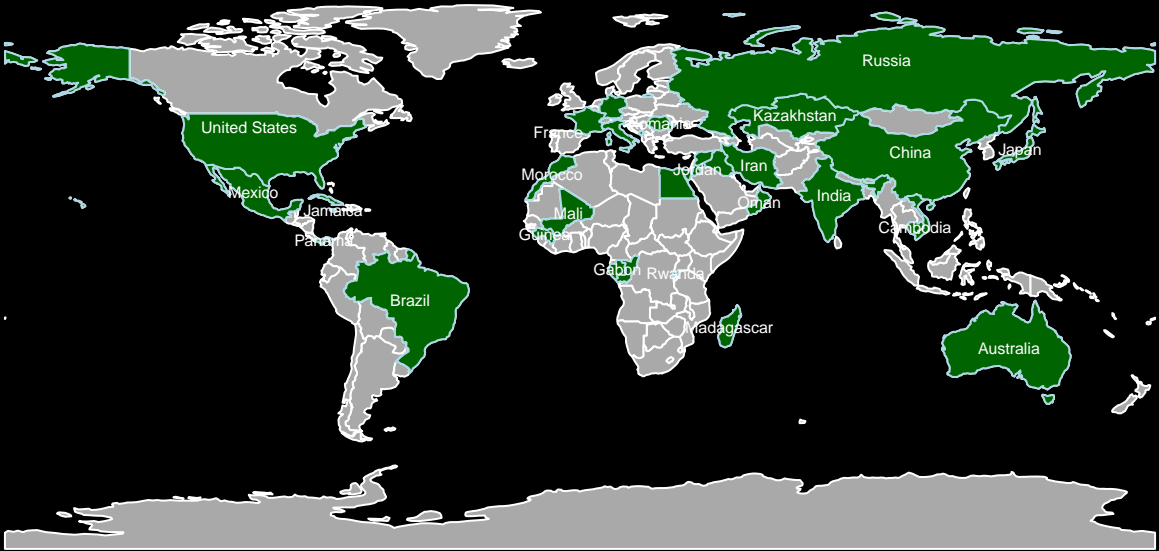 Russia
Kazakhstan
Romania
United States
France
China
Japan
Iran
Jordan
Morocco
Mexico
India
Oman
Jamaica
Mali
Cambodia
Guinea
Panama
Gabon
Rwanda
Brazil
Madagascar
Australia